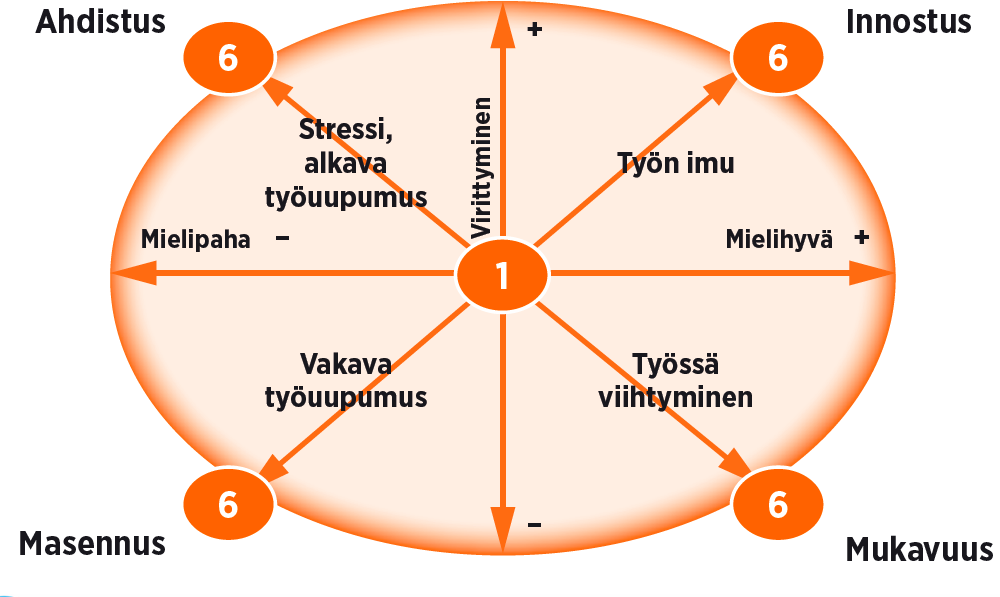 Ahdistus
Innostus
6
6
+
Virittyminen
Stressi,
alkava
työuupumus
Työn imu
Mielipaha –
Mielihyvä +
1
Vakava
työuupumus
Työssä
viihtyminen
6
6
–
Masennus
Mukavuus